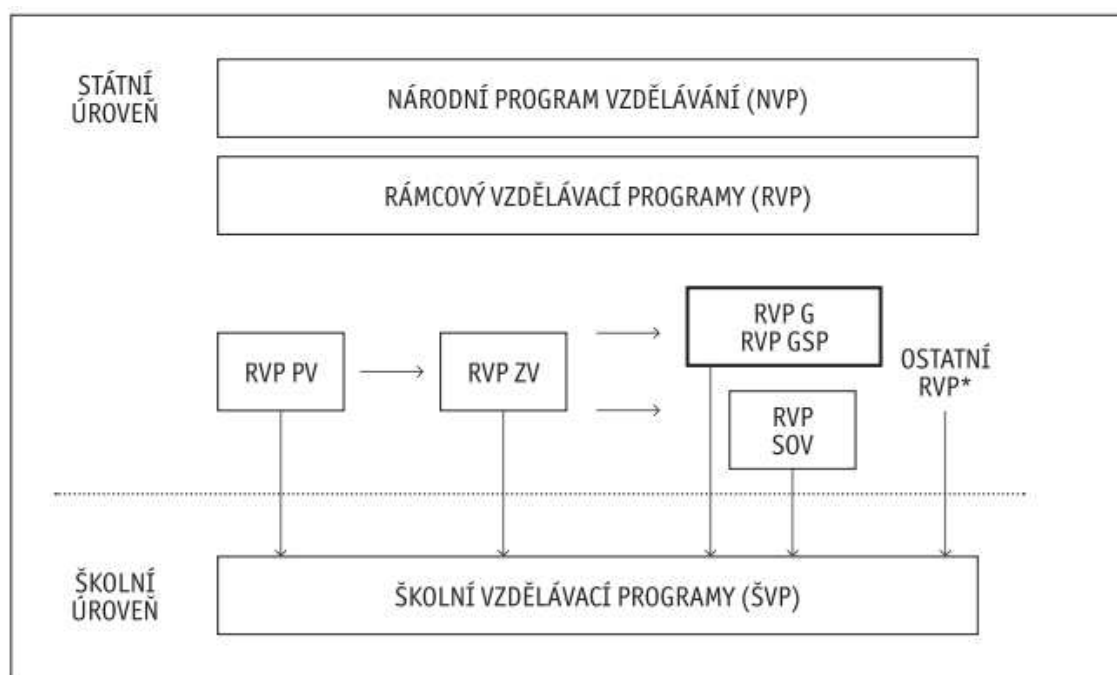 STÁTNÍ
ÚROVEŇ
NÁRODNÍ PROGRAM VZDĚLÁVÁNÍ (NVP)
RÁMCOVÝ VZDĚLÁVACÍ PROGRAMY (RVP)
RVP PV
RVP ZV
RVP G
RVP GSP
RVP
SOV
OSTATNÍ
RVP*
ŠKOLNÍ
ÚROVEŇ
ŠKOLNÍ VZDĚLÁVACÍ PROGRAMY (ŠVP)